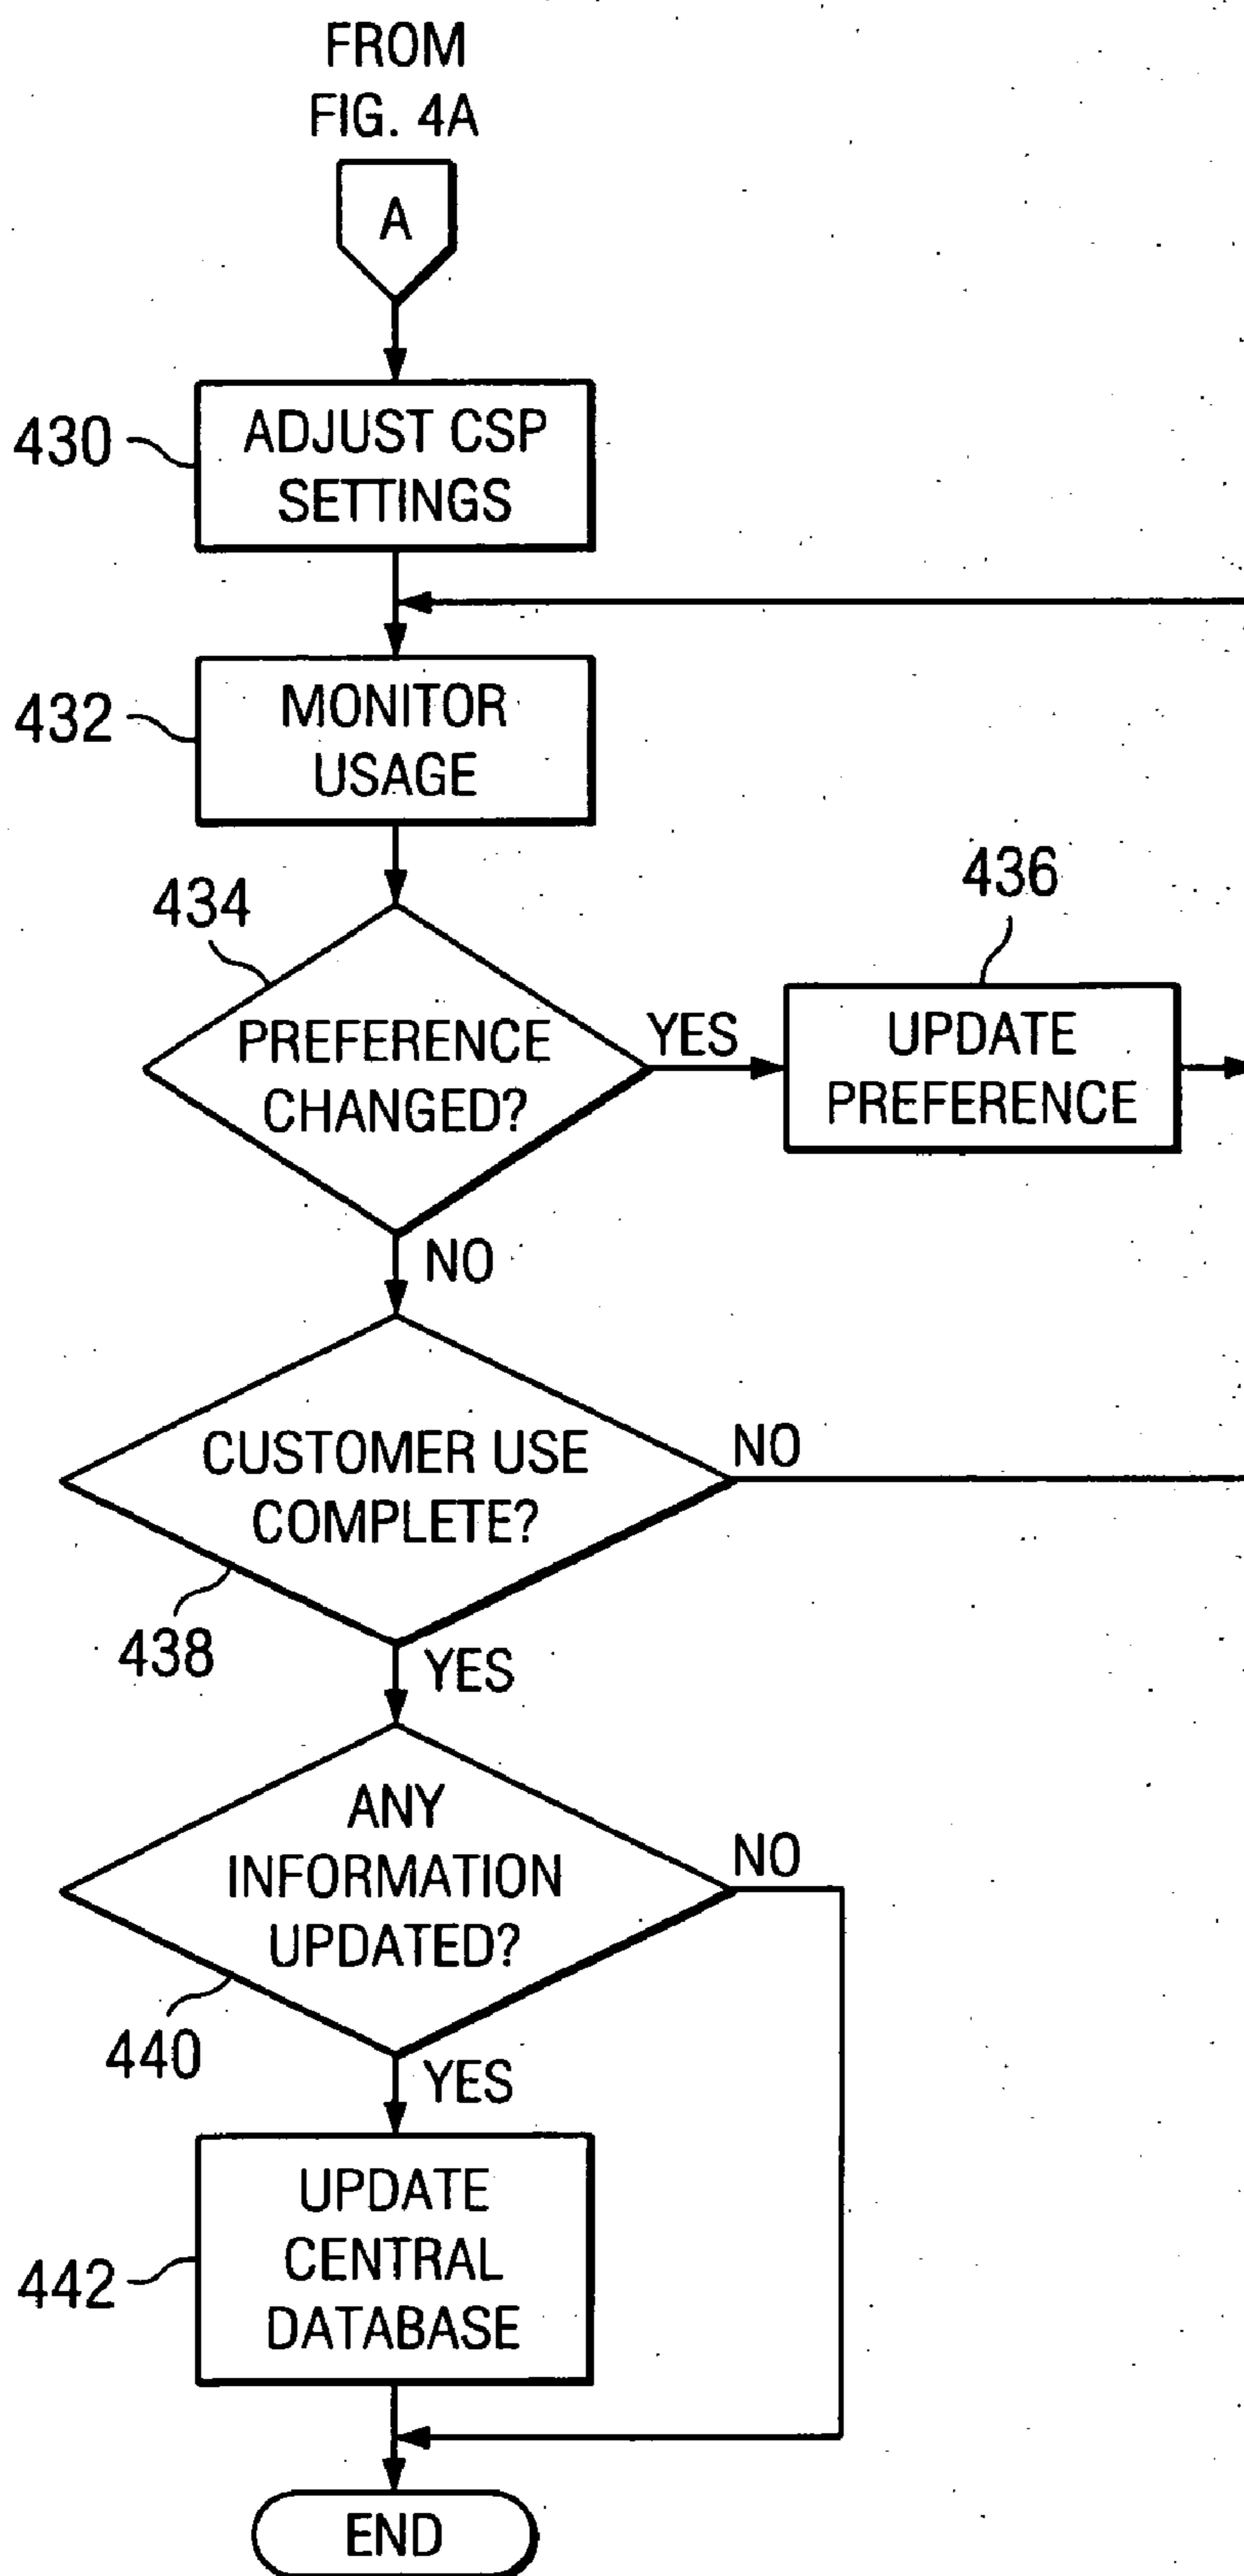 FROM
FIG. 4A
A
430
ADJUST CSP
SETTINGS
432
MONITOR
USAGE
434
PREFERENCE
CHANGED?
YES
436
UPDATE
PREFERENCE
NO
CUSTOMER USE
COMPLETE?
NO
438
YES
ANY
INFORMATION
UPDATED?
NO
440
YES
442
UPDATE
CENTRAL
DATABASE
END